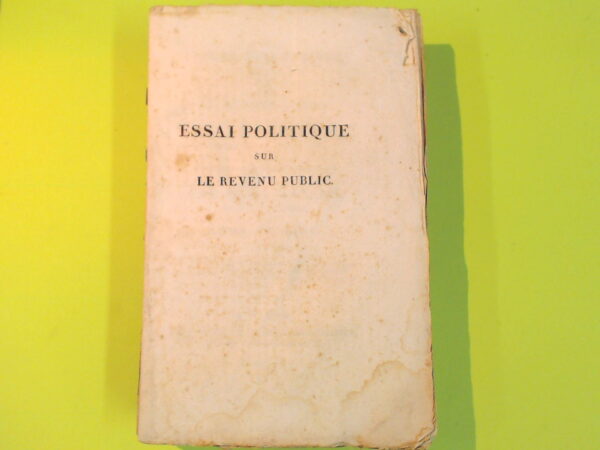 ESSAI POLITIQUE
SUR
LE REVENU PUBLIC.